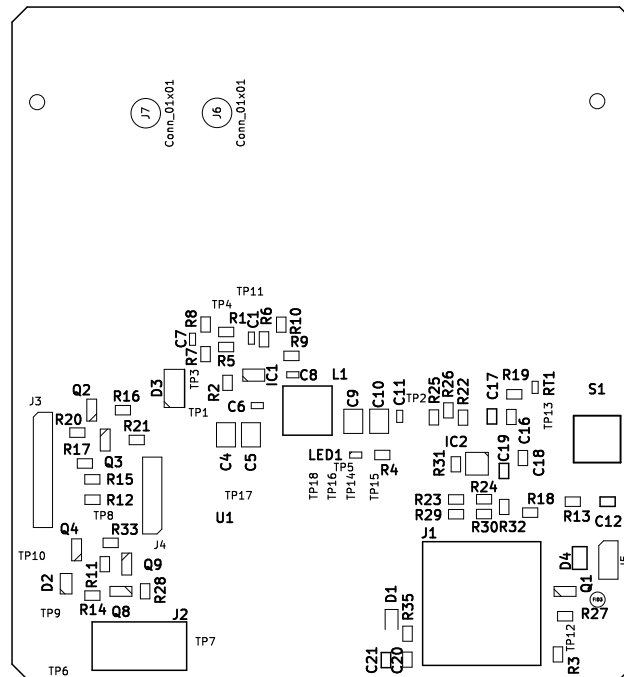 J7
Conn_01x01
J6
Conn_01x01
TP11
TP4
R8
R1
C1
R6
R10
C7
R7
R5
R9
TP3
D3
R2
IC1
C8
L1
TP1
C6
C9
C10
C11
TP2
R25
R26
R22
C17
R19
RT1
TP13
S1
J3
Q2
R16
R20
R21
R17
Q3
R15
R12
TP8
C4
C5
LED1
TP5
R4
TP18
TP16
TP14
TP15
TP17
U1
IC2
R31
C19
C16
C18
R23
R24
R29
R30
R32
R18
R13
C12
Q4
R33
J4
TP10
R11
Q9
D2
R28
R14
Q8
TP9
J2
TP7
TP6
J1
D4
J5
Q1
FID3
R27
TP12
R3
D1
R35
C21
C20